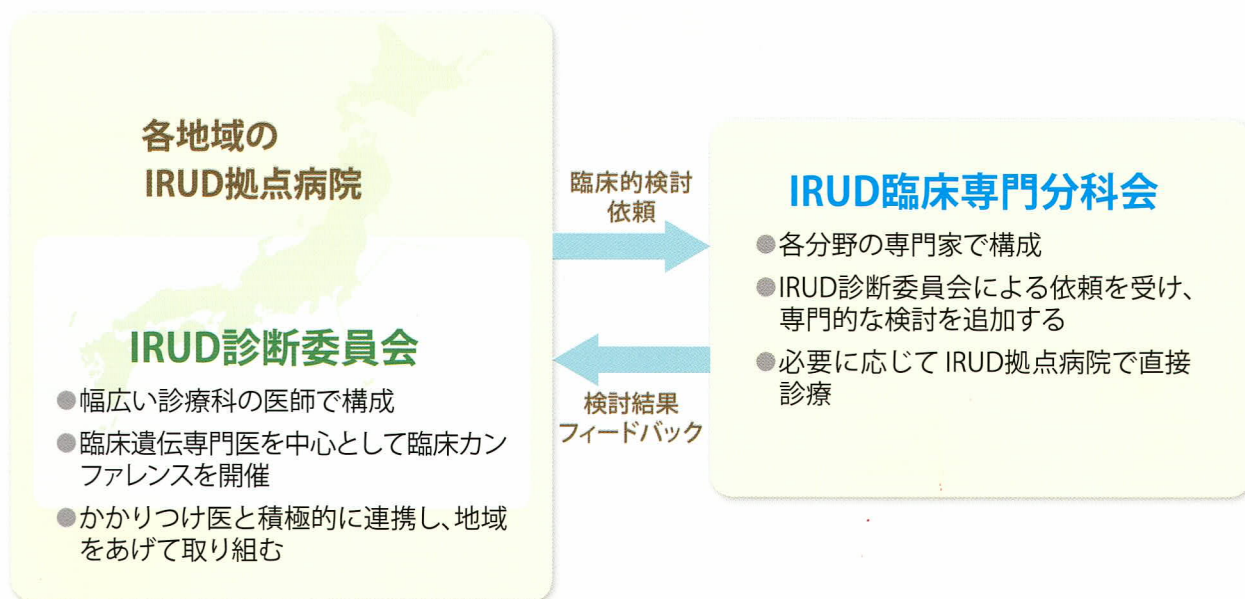 各地域の
IRUD拠点病院
IRUD診断委員会
●幅広い診療科の医師で構成
●臨床遺伝専門医を中心として臨床カン
ファレンスを開催
●かかりつけ医と積極的に連携し、地域
をあげて取り組む
臨床的検討
依頼
検討結果
フィードバック
IRUD臨床専門分科会
●各分野の専門家で構成
●IRUD診断委員会による依頼を受け、
専門的な検討を追加する
●必要に応じて IRUD拠点病院で直接
診療